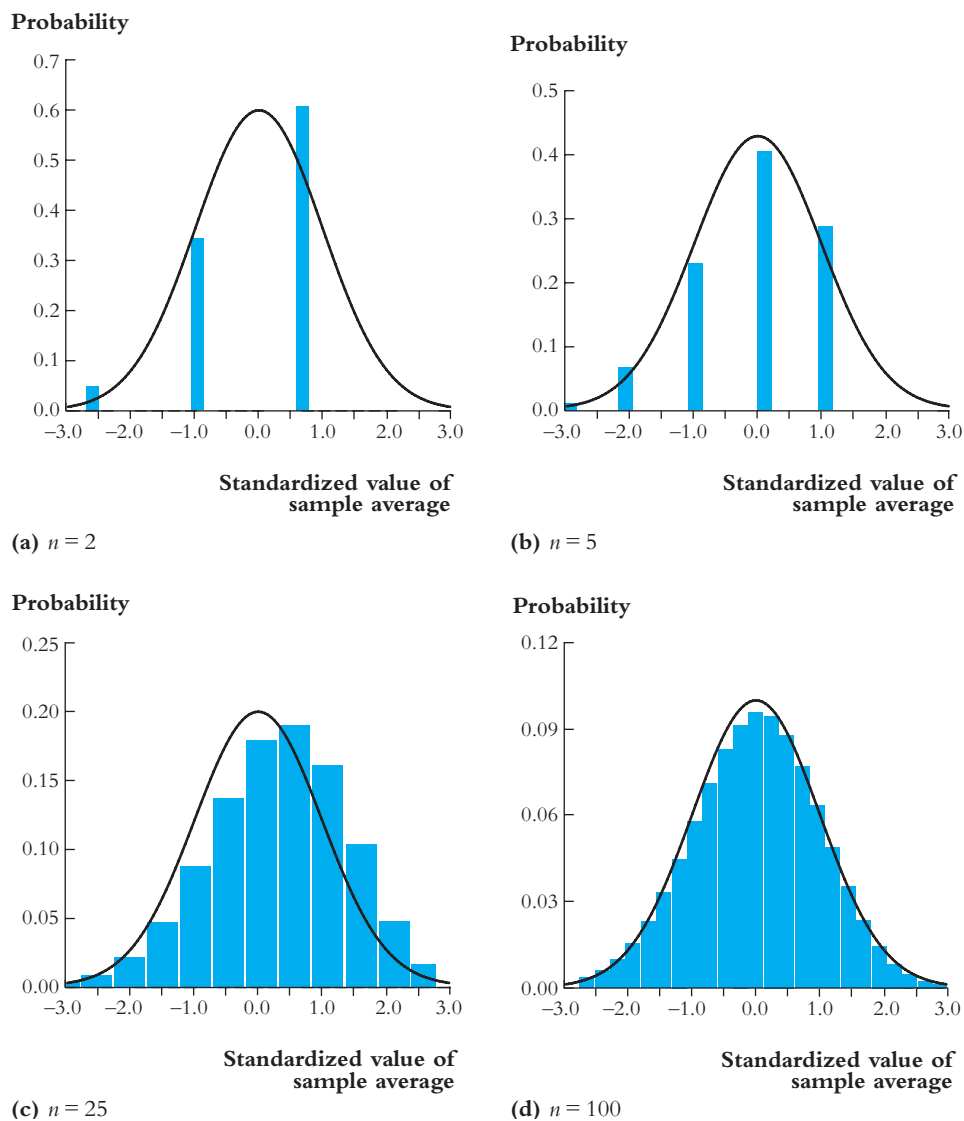 Probability
0.7
0.6
0.5
0.4
0.3
0.2
0.1
0.0
−3.0 −2.0 −1.0 0.0 1.0 2.0 3.0
Standardized value of
sample average
(a) n = 2
Probability
0.5
0.4
0.3
0.2
0.1
0.0
−3.0 −2.0 −1.0 0.0 1.0 2.0 3.0
Standardized value of
sample average
(b) n = 5
Probability
0.25
0.20
0.15
0.10
0.05
0.00
−3.0 −2.0 −1.0 0.0 1.0 2.0 3.0
Standardized value of
sample average
(c) n = 25
Probability
0.12
0.09
0.06
0.03
0.00
−3.0 −2.0 −1.0 0.0 1.0 2.0 3.0
Standardized value of
sample average
(d) n = 100